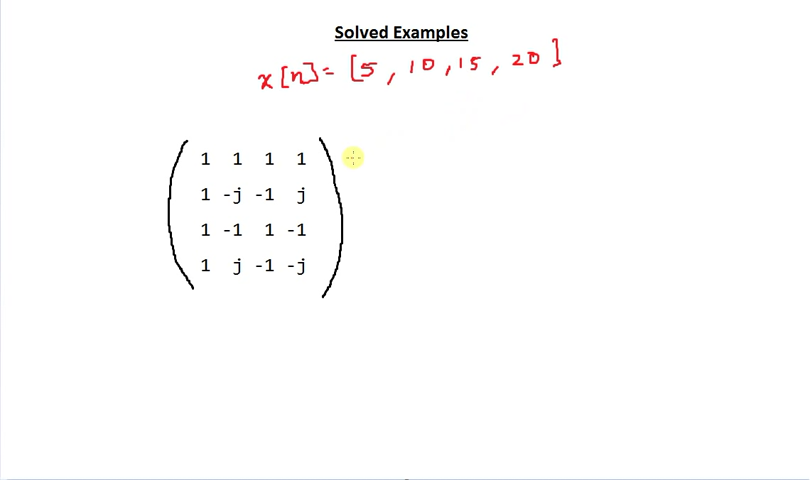 Solved Examples
x[n]= [5 , 10 , 15 , 20 ]
1 1 1 1
1 -j -1 j
1 -1 1 -1
1 j -1 -j